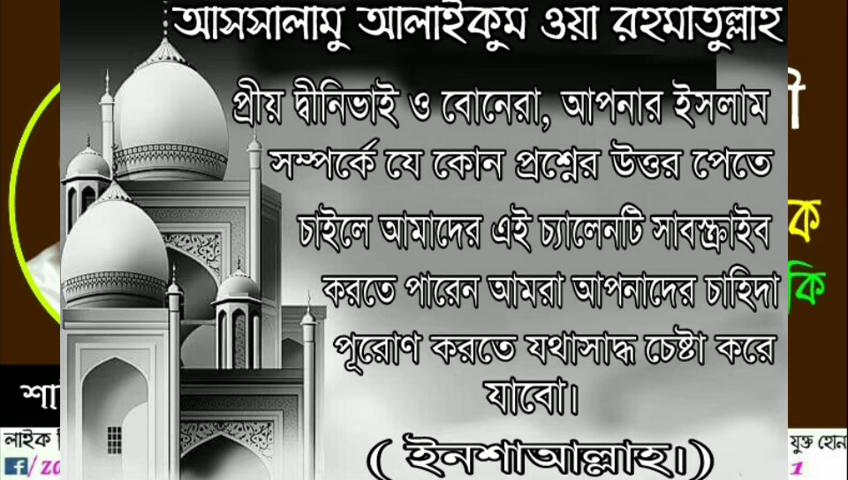 আসসালামু আলাইকুম ওয়া রহমাতুল্লাহ
প্রীয় দ্বীনিভাই ও বোনেরা, আপনার ইসলাম
সম্পর্কে যে কোন প্রশ্নের উত্তর পেতে
চাইলে আমাদের এই চ্যালেনটি সাবস্ক্রাইব
করতে পারেন আমরা আপনাদের চাহিদা
পূরোণ করতে যথাসাদ্ধ চেষ্টা করে
যাবো।
( ইনশাআল্লাহ।)
লাইক
যুক্ত হোন